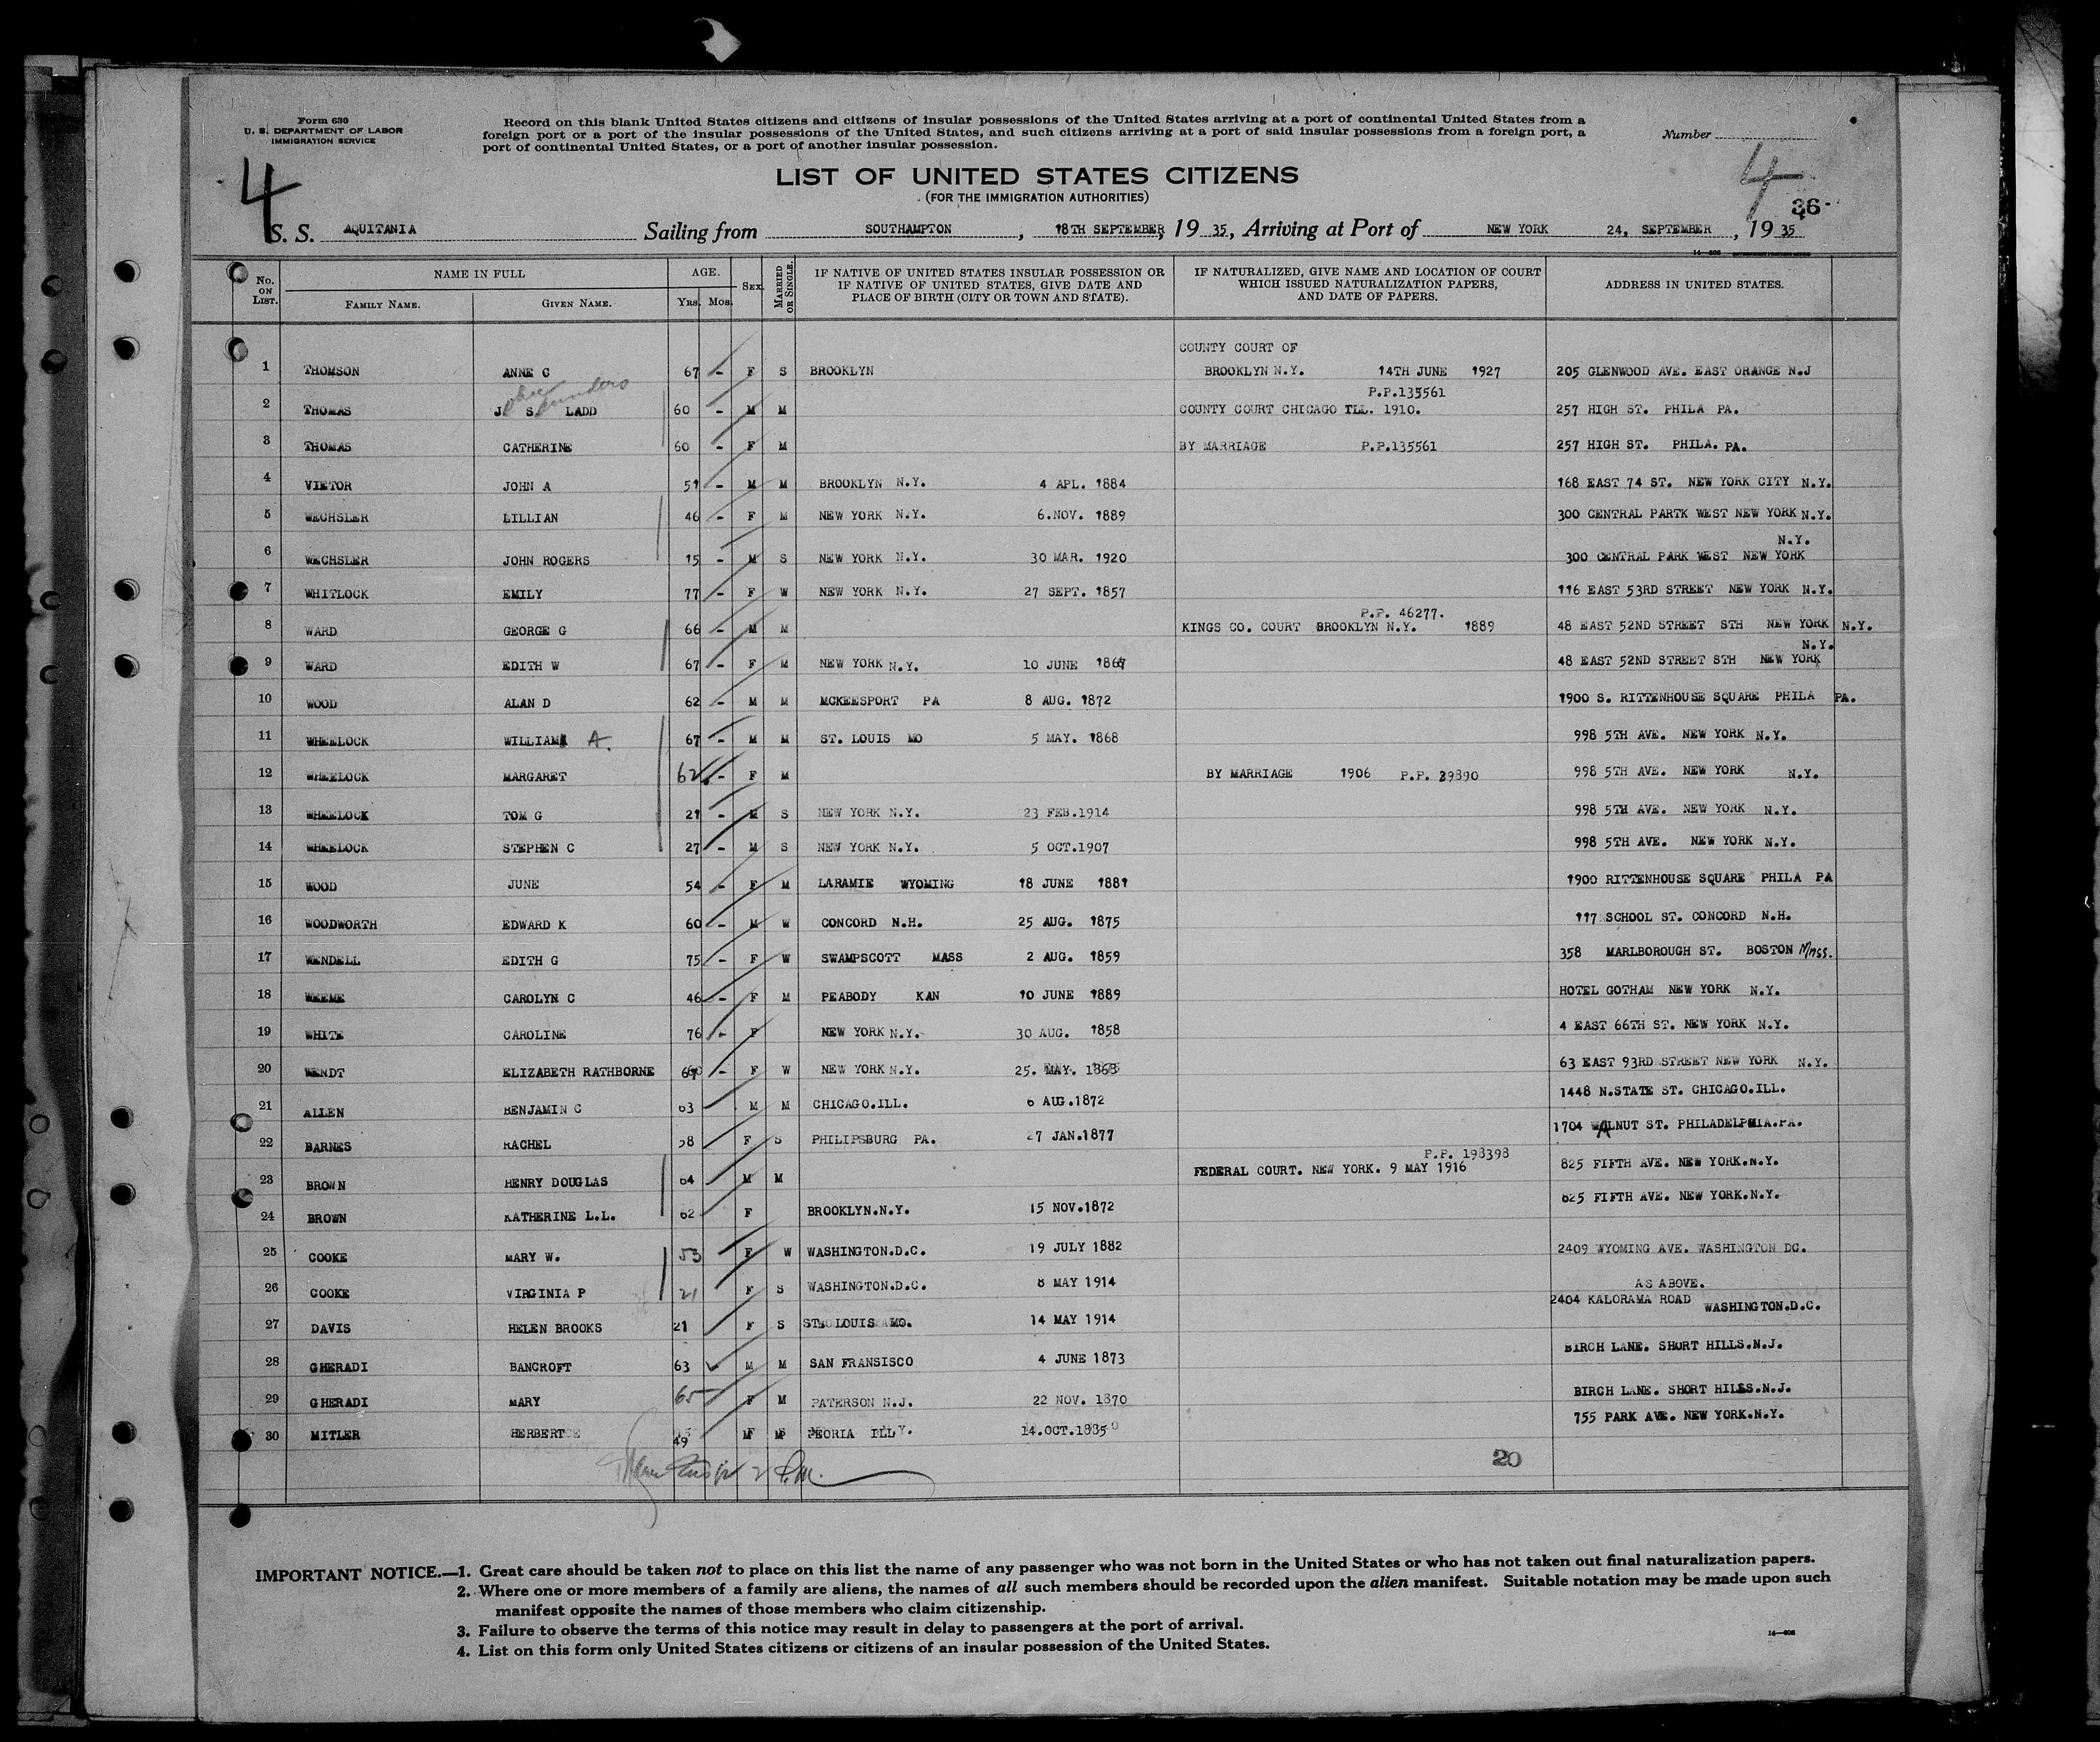 Form 630
U. S. DEPARTMENT OF LABOR
IMMIGRATION SERVICE
Record on this blank United States citizens and citizens of insular possessions of the United States arriving at a port of continental United States from a
foreign port or a port of the insular possessions of the United States, and such citizens arriving at a port of said insular possessions from a foreign port, a
port of continental United States, or a port of another insular possession.
Number
4
4
36
LIST OF UNITED STATES CITIZENS
(FOR THE IMMIGRATION AUTHORITIES)
S. S. AQUITANIA Sailing from SOUTHAMPTON, 18TH SEPTEMBER, 1935, Arriving at Port of NEW YORK 24, SEPTEMBER, 1935
No. ON LIST. NAME IN FULL FAMILY NAME. GIVEN NAME. AGE. YRS. MOS. SEX. MARRIED OR SINGLE. IF NATIVE OF UNITED STATES INSULAR POSSESSION OR IF NATIVE OF UNITED STATES, GIVE DATE AND PLACE OF BIRTH (CITY OR TOWN AND STATE). IF NATURALIZED, GIVE NAME AND LOCATION OF COURT WHICH ISSUED NATURALIZATION PAPERS, AND DATE OF PAPERS. ADDRESS IN UNITED STATES.
COUNTY COURT OF
1 THOMSON ANNE C 67 - F S BROOKLYN BROOKLYN N.Y. 14TH JUNE 1927 205 GLENWOOD AVE. EAST ORANGE N.J
P.P.135561
2 THOMAS J. S. LADD 60 - M M COUNTY COURT CHICAGO ILL. 1910. 257 HIGH ST. PHILA PA.
3 THOMAS CATHERINE 60 - F M BY MARRIAGE P.P.135561 257 HIGH ST. PHILA. PA.
4 VIETOR JOHN A 51 - M M BROOKLYN N.Y. 4 APL. 1884 168 EAST 74 ST. NEW YORK CITY N.Y.
5 WECHSLER LILLIAN 46 - F M NEW YORK N.Y. 6.NOV. 1889 300 CENTRAL PARTK WEST NEW YORK N.Y.
N.Y.
6 WECHSLER JOHN ROGERS 15 - M S NEW YORK N.Y. 30 MAR. 1920 300 CENTRAL PARK WEST NEW YORK
7 WHITLOCK EMILY 77 - F W NEW YORK N.Y. 27 SEPT. 1857 116 EAST 53RD STREET NEW YORK N.Y.
P.P. 46277.
8 WARD GEORGE G 66 - M M KINGS CO. COURT BROOKLYN N.Y. 1889 48 EAST 52ND STREET STH NEW YORK N.Y.
N.Y.
9 WARD EDITH W 67 - F M NEW YORK N.Y. 10 JUNE 48 EAST 52ND STREET STH NEW YORK
10 WOOD ALAN D 62 - M M MCKEESPORT PA 8 AUG. 1872 1900 S. RITTENHOUSE SQUARE PHILA PA.
11 WHEELOCK WILLIAM A. 67 - M M ST. LOUIS MO 5 MAY. 1868 998 5TH AVE. NEW YORK N.Y.
12 WHEELOCK MARGARET 62 - F M BY MARRIAGE 1906 P.P. 29890 998 5TH AVE. NEW YORK N.Y.
13 WHEELOCK TOM G 21 - M S NEW YORK N.Y. 23 FEB.1914 998 5TH AVE. NEW YORK N.Y.
14 WHEELOCK STEPHEN C 27 - M S NEW YORK N.Y. 5 OCT.1907 998 5TH AVE. NEW YORK N.Y.
15 WOOD JUNE 54 - F M LARAMIE WYOMING 18 JUNE 1881 1900 RITTENHOUSE SQUARE PHILA PA
16 WOODWORTH EDWARD K 60 - M W CONCORD N.H. 25 AUG. 1875 117 SCHOOL ST. CONCORD N.H.
17 WENDELL EDITH G 75 - F W SWAMPSCOTT MASS 2 AUG. 1859 358 MARLBOROUGH ST. BOSTON Mass.
18 WEEME CAROLYN C 46 - F M PEABODY KAN 10 JUNE 1889 HOTEL GOTHAM NEW YORK N.Y.
19 WHITE CAROLINE 76 - F NEW YORK N.Y. 30 AUG. 1858 4 EAST 66TH ST. NEW YORK N.Y.
20 WENDT ELIZABETH RATHBORNE - F W NEW YORK N.Y. 25. MAY. 63 EAST 93RD STREET NEW YORK N.Y.
21 ALLEN BENJAMIN C 63 M M CHICAGO.ILL. 6 AUG.1872 1448 N.STATE ST. CHICAGO.ILL.
22 BARNES RACHEL 58 F S PHILIPSBURG PA. 27 JAN.1877 1704 WALNUT ST. PHILADELPHIA.PA.
P.P. 198398
23 BROWN HENRY DOUGLAS 64 M M FEDERAL COURT. NEW YORK. 9 MAY 1916 825 FIFTH AVE. NEW YORK.N.Y.
24 BROWN KATHERINE L.L. 62 F BROOKLYN.N.Y. 15 NOV.1872 825 FIFTH AVE. NEW YORK.N.Y.
25 COOKE MARY W. 53 F W WASHINGTON.D.C. 19 JULY 1882 2409 WYOMING AVE. WASHINGTON DC.
26 COOKE VIRGINIA P 21 F S WASHINGTON.D.C. 8 MAY 1914 AS ABOVE.
27 DAVIS HELEN BROOKS 21 F S ST. LOUIS MO. 14 MAY 1914 2404 KALORAMA ROAD WASHINGTON.D.C.
28 GHERADI BANCROFT 63 - M M SAN FRANSISCO 4 JUNE 1873 BIRCH LANE. SHORT HILLS.N.J.
29 GHERADI MARY 65 F M PATERSON N.J. 22 NOV. 1870 BIRCH LANE. SHORT HILLS.N.J.
30 MITLER HERBERT 49 M PEORIA ILL 14.OCT.1885 755 PARK AVE. NEW YORK.N.Y.
20
IMPORTANT NOTICE.—1. Great care should be taken not to place on this list the name of any passenger who was not born in the United States or who has not taken out final naturalization papers.
2. Where one or more members of a family are aliens, the names of all such members should be recorded upon the alien manifest. Suitable notation may be made upon such
manifest opposite the names of those members who claim citizenship.
3. Failure to observe the terms of this notice may result in delay to passengers at the port of arrival.
4. List on this form only United States citizens or citizens of an insular possession of the United States.